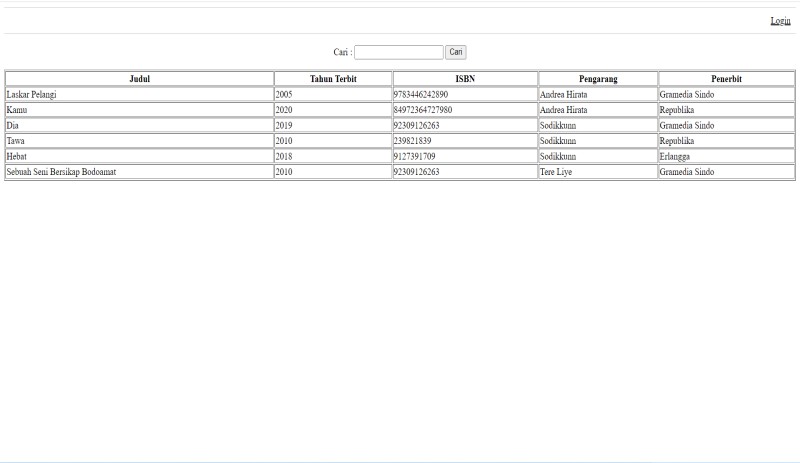 Login
Cari : Cari
Judul Tahun Terbit ISBN Pengarang Penerbit
Laskar Pelangi 2005 9783446242890 Andrea Hirata Gramedia Sindo
Kamu 2020 84972364727980 Andrea Hirata Republika
Dia 2019 92309126263 Sodikkunn Gramedia Sindo
Tawa 2010 239821839 Sodikkunn Republika
Hebat 2018 9127391709 Sodikkunn Erlangga
Sebuah Seni Bersikap Bodoamat 2010 92309126263 Tere Liye Gramedia Sindo